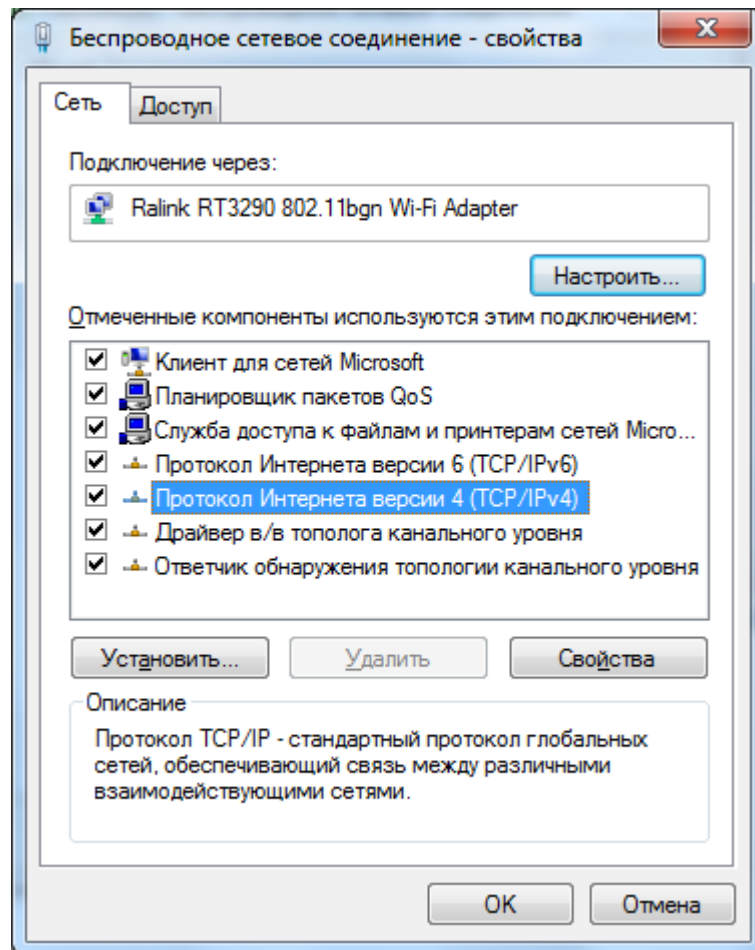 Беспроводное сетевое соединение - свойства
Сеть
Доступ
Подключение через:
Ralink RT3290 802.11bgn Wi-Fi Adapter
Настроить...
Отмеченные компоненты используются этим подключением:
Клиент для сетей Microsoft
Планировщик пакетов QoS
Служба доступа к файлам и принтерам сетей Micro...
Протокол Интернета версии 6 (TCP/IPv6)
Протокол Интернета версии 4 (TCP/IPv4)
Драйвер в/в тополога канального уровня
Ответчик обнаружения топологии канального уровня
Установить...
Удалить
Свойства
Описание
Протокол TCP/IP - стандартный протокол глобальных
сетей, обеспечивающий связь между различными
взаимодействующими сетями.
OK
Отмена